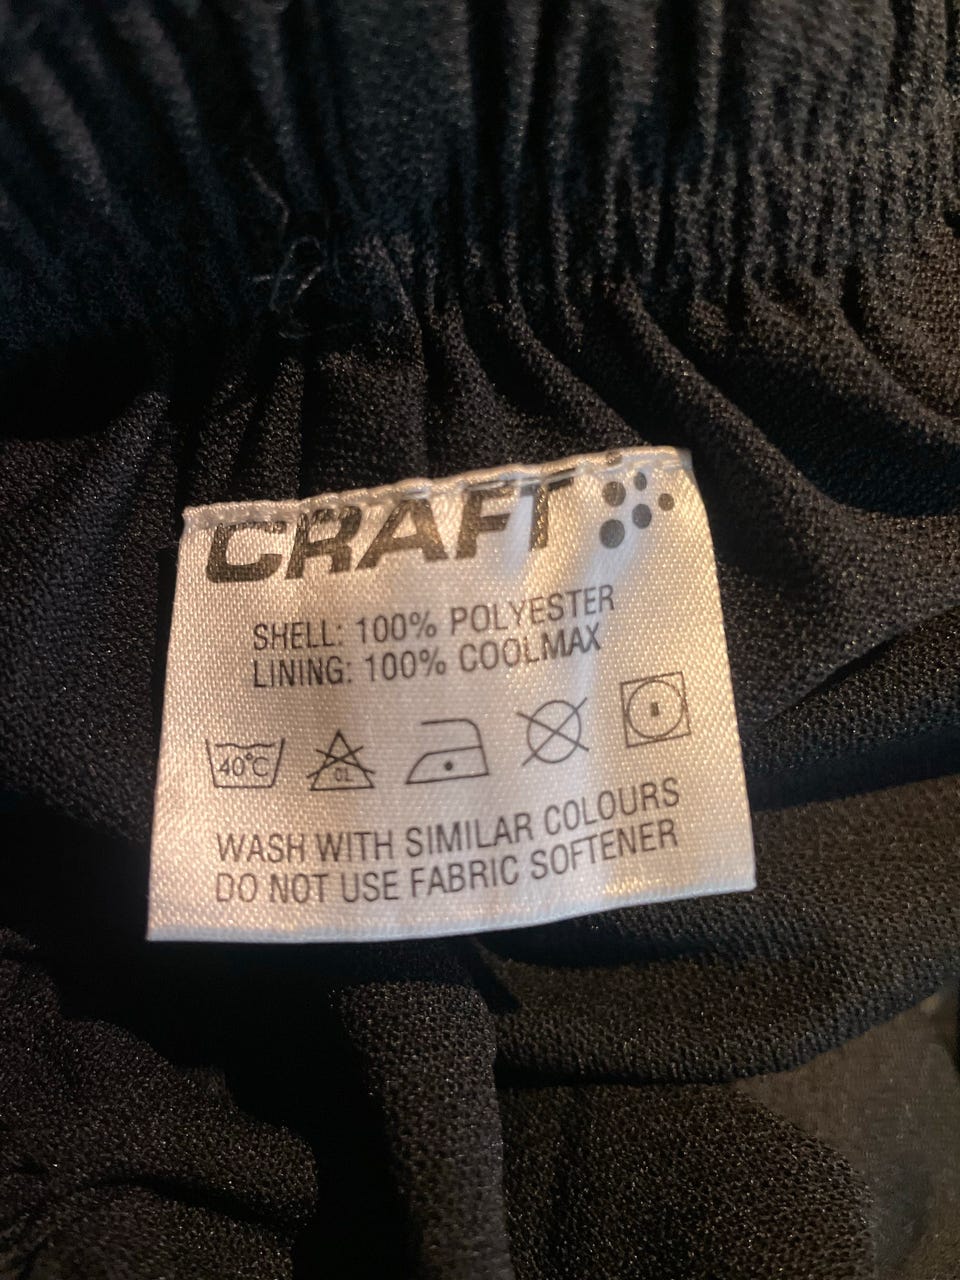 CRAFT
SHELL: 100% POLYESTER
LINING: 100% COOLMAX
40°C CL
WASH WITH SIMILAR COLOURS
DO NOT USE FABRIC SOFTENER